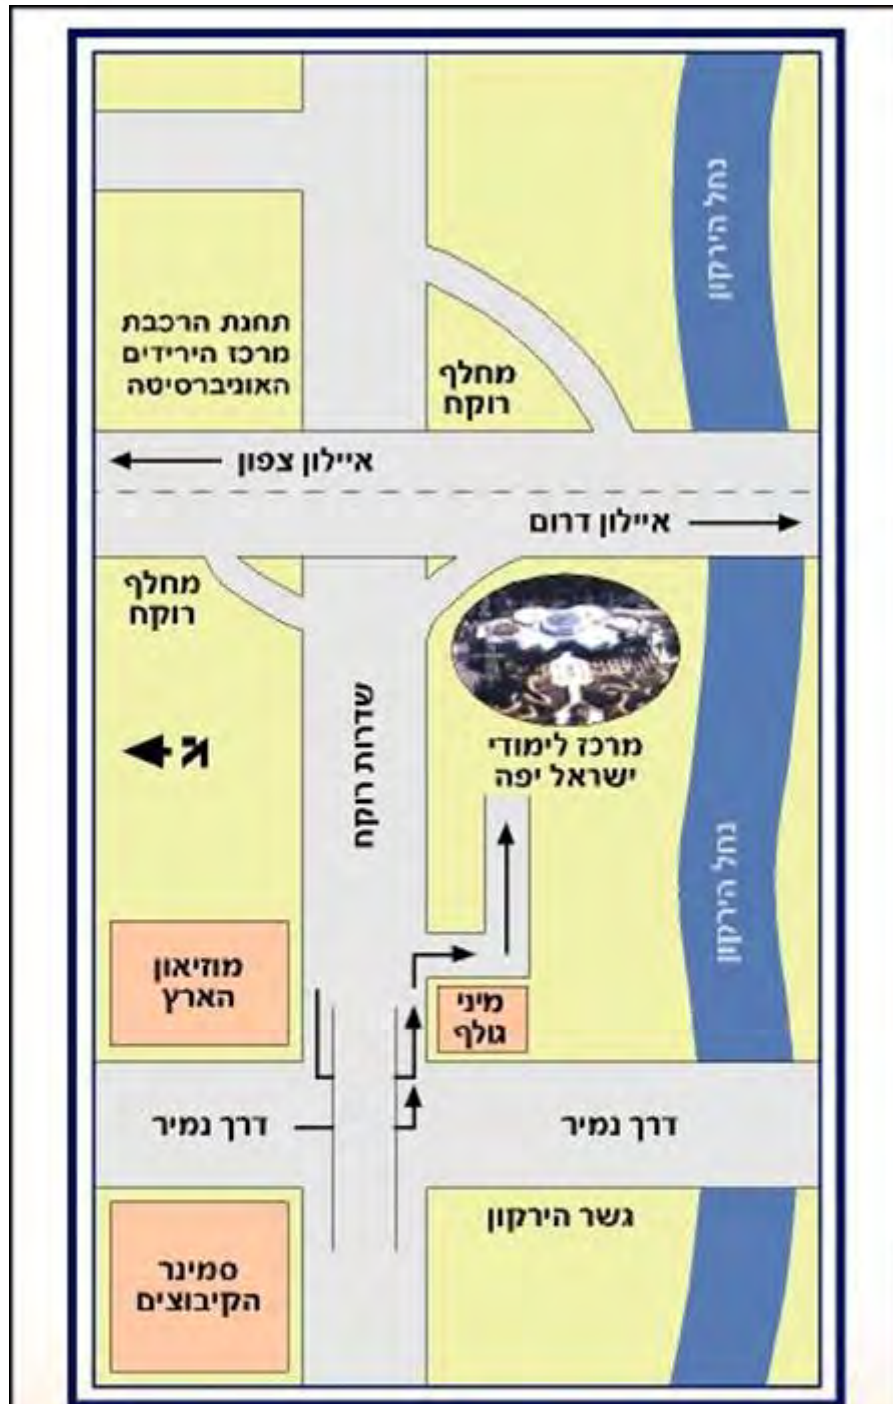 נחל הירקון
תחנת הרכבת
מרכז הירידים
האוניברסיטה
מחלף
רוקח
איילון צפון
איילון דרום
מחלף
רוקח
שדרות רוקח
מרכז לימודי
ישראל יפה
נחל הירקון
מוזיאון
הארץ
מיני
גולף
דרך נמיר
דרך נמיר
גשר הירקון
סמינר
הקיבוצים